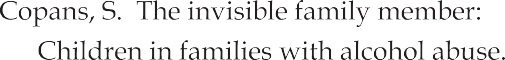 Copans, S. The invisible family member:
Children in families with alcohol abuse.